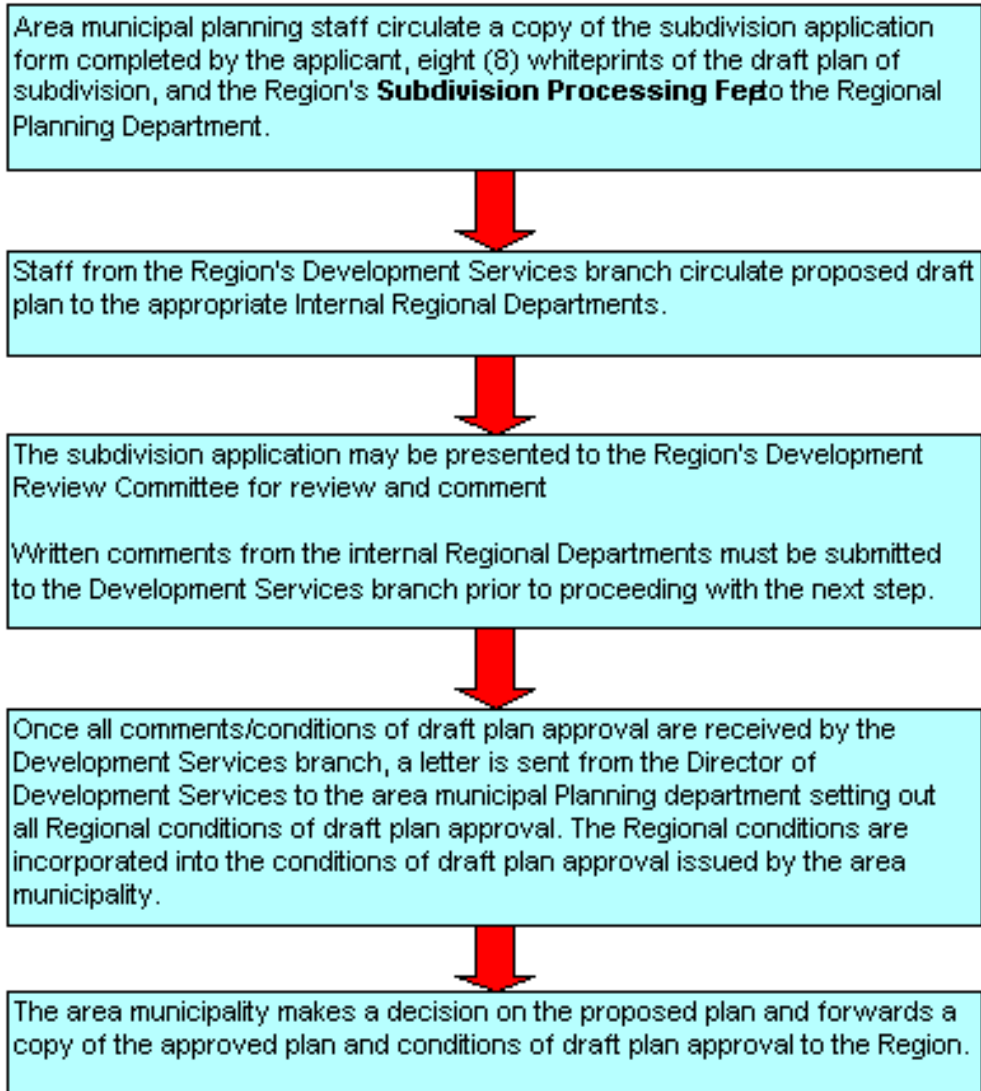 Area municipal planning staff circulate a copy of the subdivision application
form completed by the applicant, eight (8) whiteprints of the draft plan of
subdivision, and the Region's Subdivision Processing Fee to the Regional
Planning Department.
Staff from the Region's Development Services branch circulate proposed draft
plan to the appropriate Internal Regional Departments.
The subdivision application may be presented to the Region's Development
Review Committee for review and comment
Written comments from the internal Regional Departments must be submitted
to the Development Services branch prior to proceeding with the next step.
Once all comments/conditions of draft plan approval are received by the
Development Services branch, a letter is sent from the Director of
Development Services to the area municipal Planning department setting out
all Regional conditions of draft plan approval. The Regional conditions are
incorporated into the conditions of draft plan approval issued by the area
municipality.
The area municipality makes a decision on the proposed plan and forwards a
copy of the approved plan and conditions of draft plan approval to the Region.